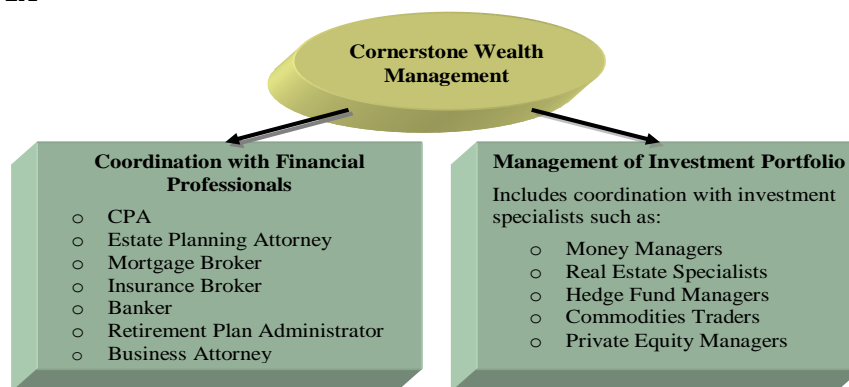 Cornerstone Wealth
Management
Coordination with Financial
Professionals
o CPA
o Estate Planning Attorney
o Mortgage Broker
o Insurance Broker
o Banker
o Retirement Plan Administrator
o Business Attorney
Management of Investment Portfolio
Includes coordination with investment
specialists such as:
o Money Managers
o Real Estate Specialists
o Hedge Fund Managers
o Commodities Traders
o Private Equity Managers